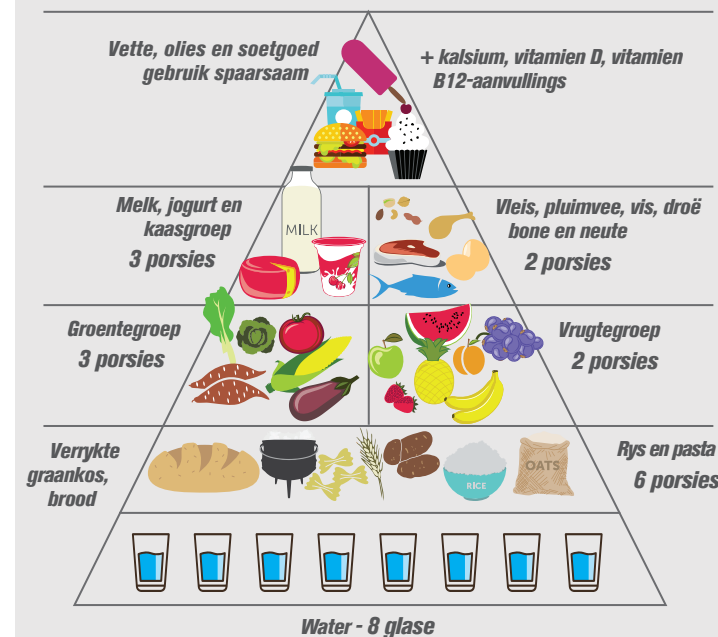 Vette, olies en soetgoed
gebruik spaarsaam
+ kalsium, vitamien D, vitamien
B12-aanvullings
Melk, jogurt en
kaasgroep
3 porsies
MILK
Vleis, pluimvee, vis, droë
bone en neute
2 porsies
Groentegroep
3 porsies
Vrugtegroep
2 porsies
Verrykte
graankos,
brood
RICE
OATS
Rys en pasta
6 porsies
Water - 8 glase